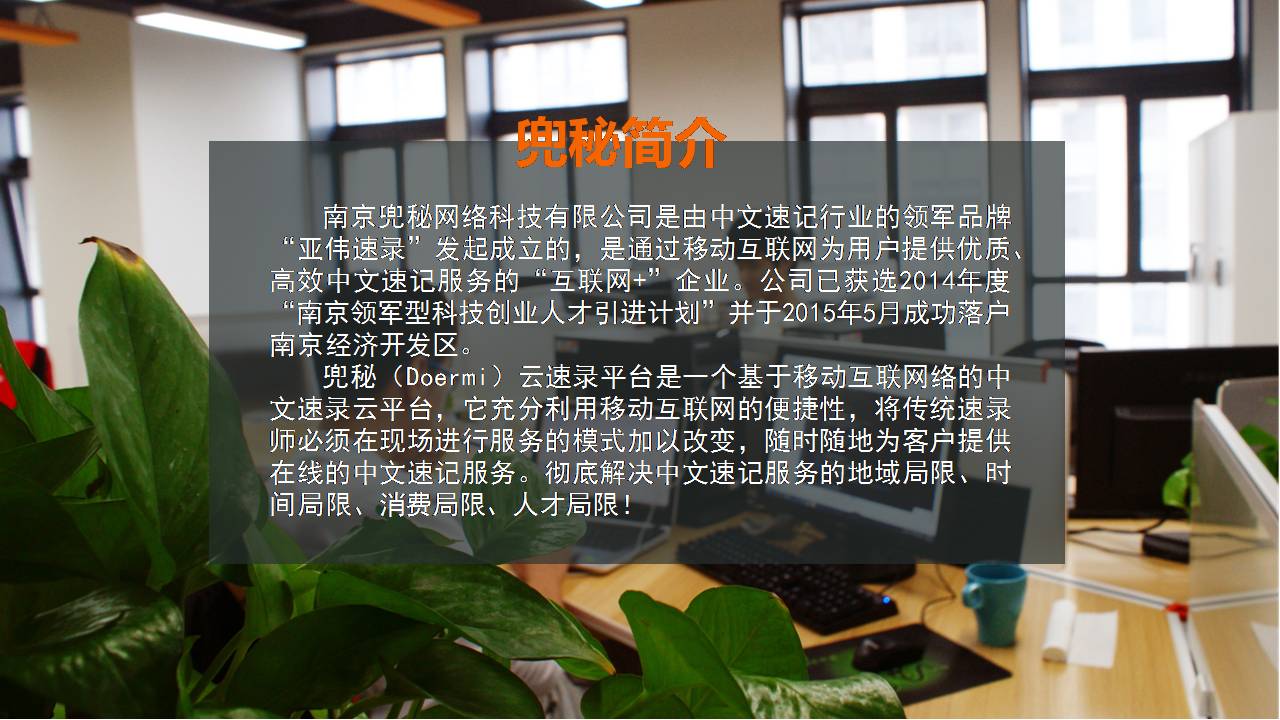 兜秘简介
南京兜秘网络科技有限公司是由中文速记行业的领军品牌
“亚伟速录”发起成立的，是通过移动互联网为用户提供优质、
高效中文速记服务的“互联网+”企业。公司已获选2014年度
“南京领军型科技创业人才引进计划”并于2015年5月成功落户
南京经济开发区。
兜秘（Doermi）云速录平台是一个基于移动互联网络的中
文速录云平台，它充分利用移动互联网的便捷性，将传统速录
师必须在现场进行服务的模式加以改变，随时随地为客户提供
在线的中文速记服务。彻底解决中文速记服务的地域局限、时
间局限、消费局限、人才局限！